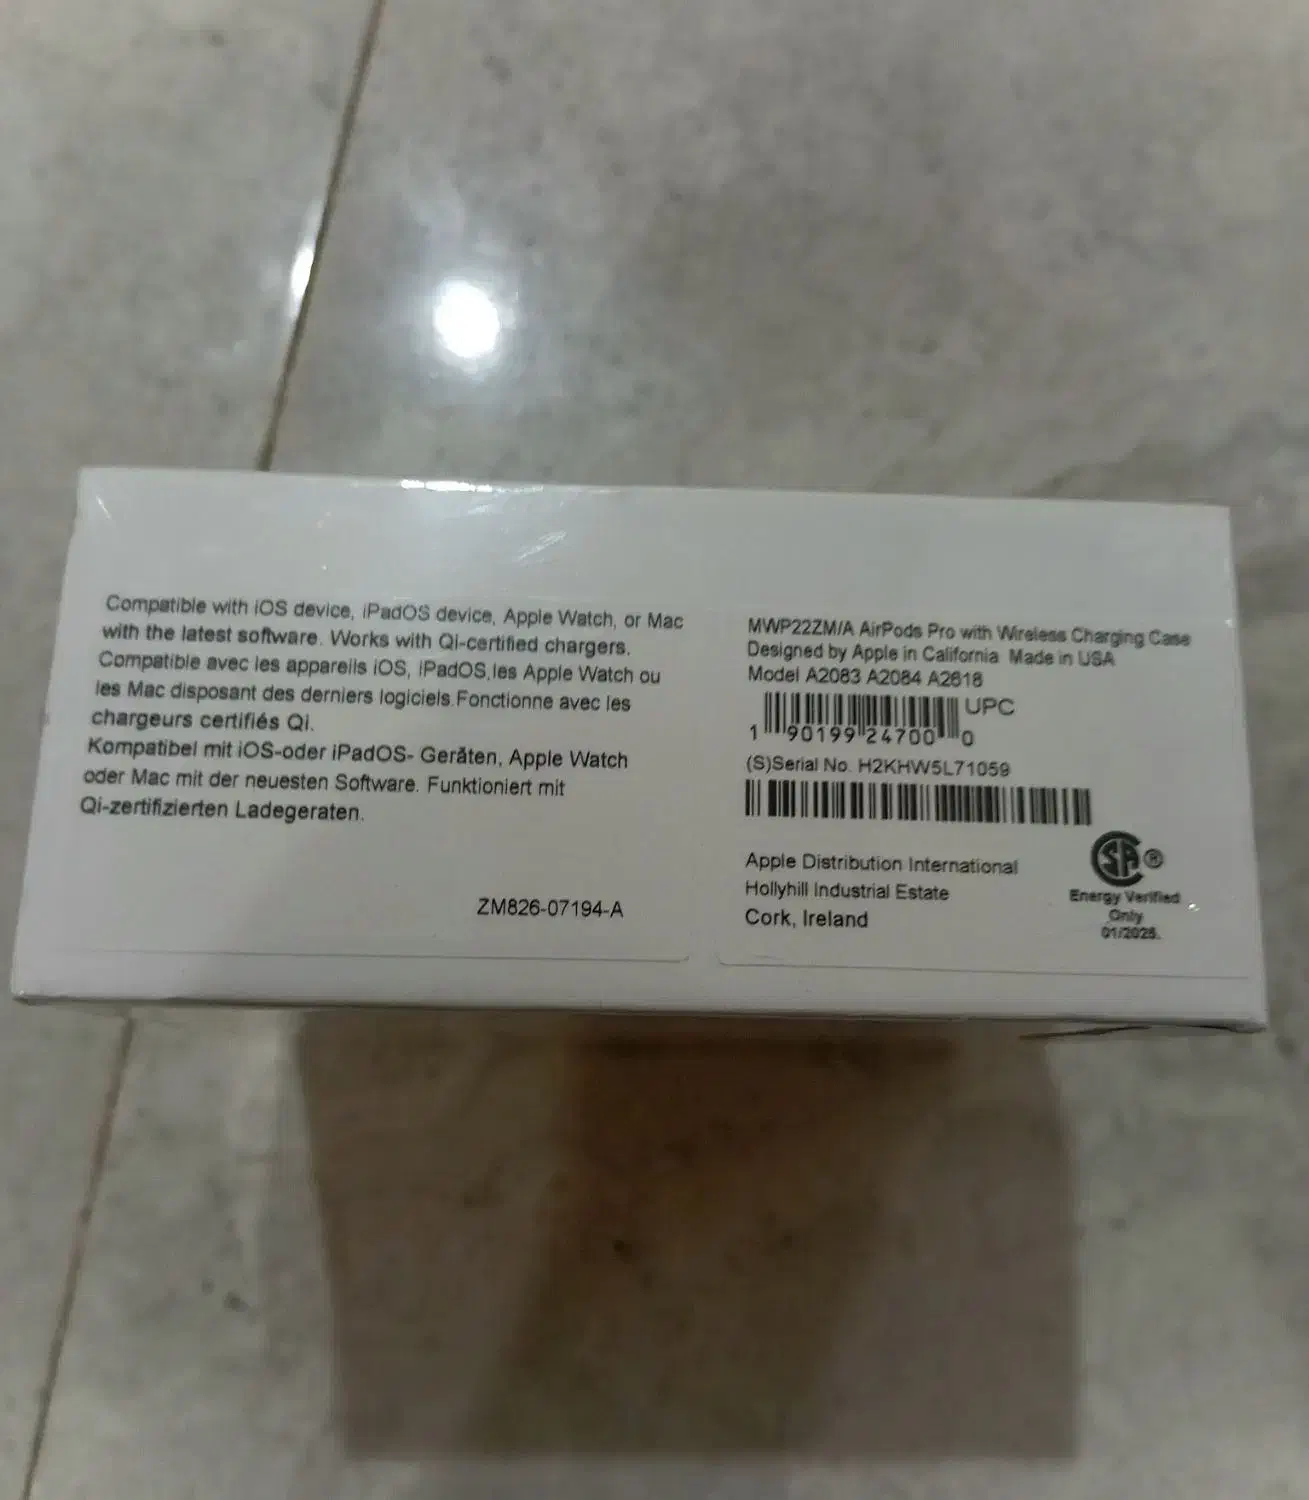 Compatible with iOS device, iPadOS device, Apple Watch, or Mac
with the latest software. Works with Qi-certified chargers.
Compatible avec les appareils iOS, iPadOS,les Apple Watch ou
les Mac disposant des derniers logiciels.Fonctionne avec les
chargeurs certifiés Qi.
Kompatibel mit iOS-oder iPadOS- Geräten, Apple Watch
oder Mac mit der neuesten Software. Funktioniert mit
Qi-zertifizierten Ladegeraten.
ZM826-07194-A
MWP22ZM/A AirPods Pro with Wireless Charging Case
Designed by Apple in California Made in USA
Model A2083 A2084 A2618
UPC
1 90199 24700 0
(S)Serial No. H2KHW5L71059
Apple Distribution International
Hollyhill Industrial Estate
Cork, Ireland
SA ®
Energy Verified
Only
01/2025.